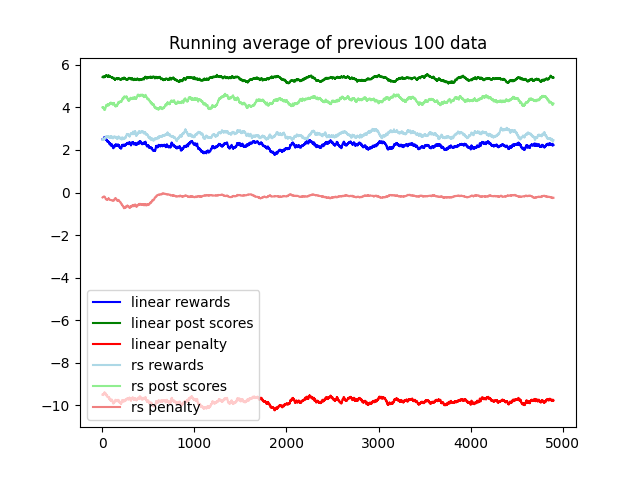 Running average of previous 100 data
6
4
2
0
−2
−4
−6
−8
−10
linear rewards
linear post scores
linear penalty
rs rewards
rs post scores
rs penalty
0 1000 2000 3000 4000 5000